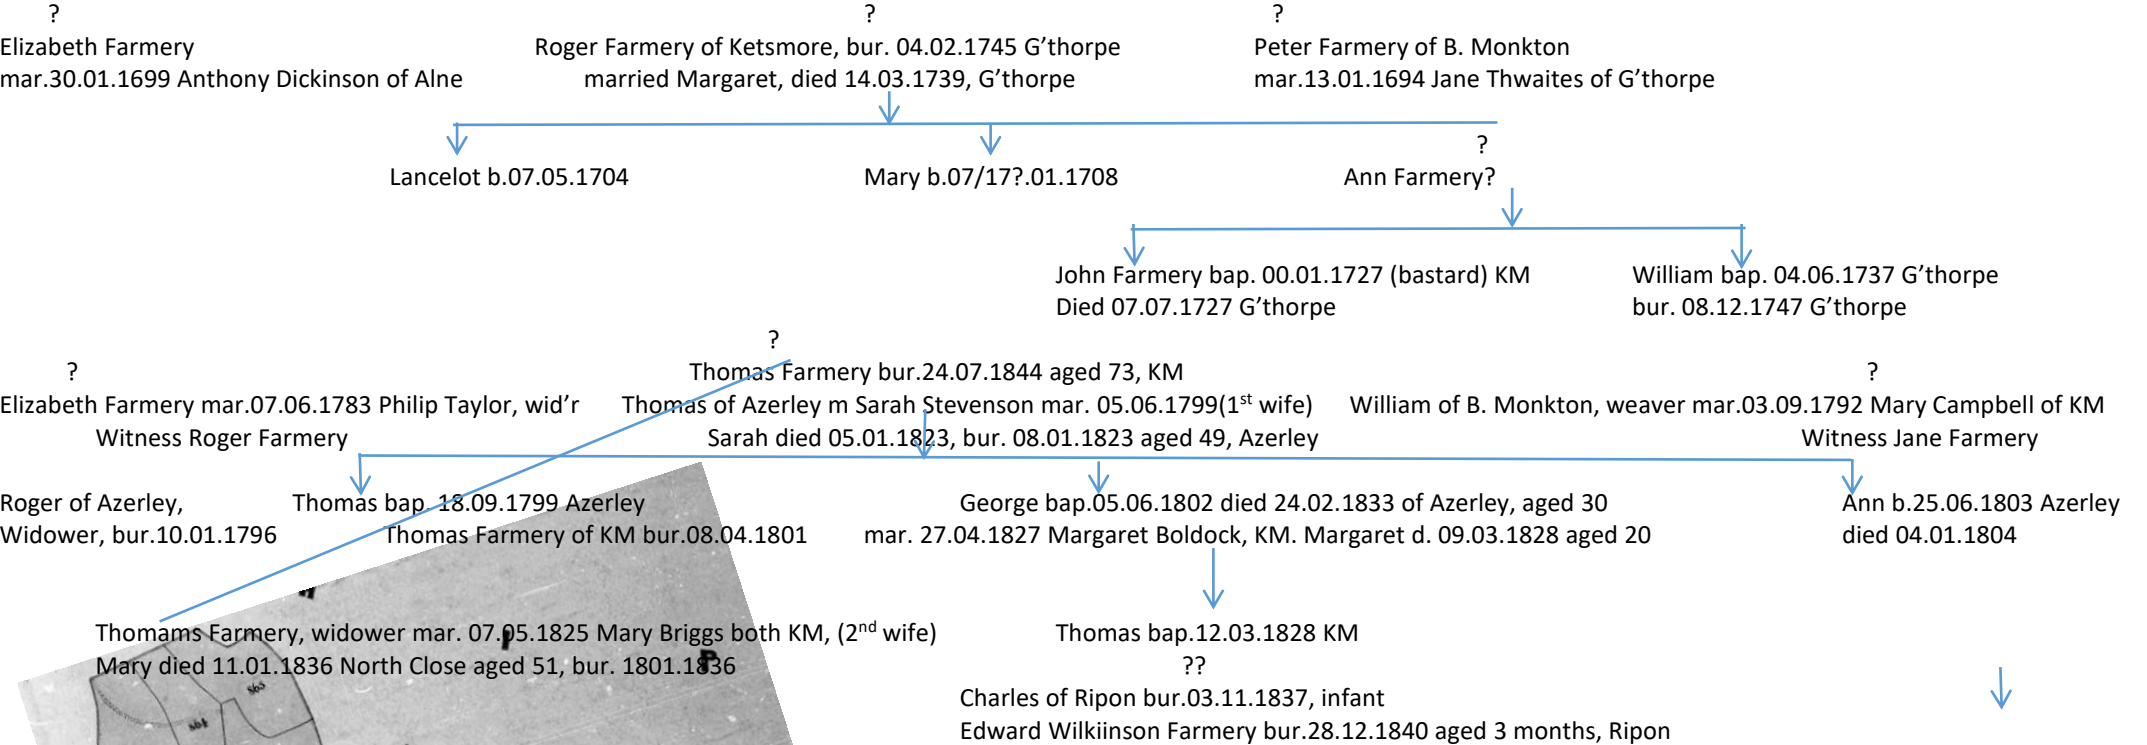 ? ? ?
Elizabeth Farmery Roger Farmery of Ketsmore, bur. 04.02.1745 G’thorpe Peter Farmery of B. Monkton
mar.30.01.1699 Anthony Dickinson of Alne married Margaret, died 14.03.1739, G’thorpe mar.13.01.1694 Jane Thwaites of G’thorpe
?
Lancelot b.07.05.1704 Mary b.07/17?.01.1708 Ann Farmery?
John Farmery bap. 00.01.1727 (bastard) KM William bap. 04.06.1737 G’thorpe
Died 07.07.1727 G’thorpe bur. 08.12.1747 G’thorpe
?
? Thomas Farmery bur.24.07.1844 aged 73, KM ?
Elizabeth Farmery mar.07.06.1783 Philip Taylor, wid’r Thomas of Azerley m Sarah Stevenson mar. 05.06.1799(1st wife) William of B. Monkton, weaver mar.03.09.1792 Mary Campbell of KM
Witness Roger Farmery Sarah died 05.01.1823, bur. 08.01.1823 aged 49, Azerley Witness Jane Farmery
Roger of Azerley, Thomas bap. 18.09.1799 Azerley George bap.05.06.1802 died 24.02.1833 of Azerley, aged 30 Ann b.25.06.1803 Azerley
Widower, bur.10.01.1796 Thomas Farmery of KM bur.08.04.1801 mar. 27.04.1827 Margaret Boldock, KM. Margaret d. 09.03.1828 aged 20 died 04.01.1804
Thomams Farmery, widower mar. 07.05.1825 Mary Briggs both KM, (2nd wife) Thomas bap.12.03.1828 KM
Mary died 11.01.1836 North Close aged 51, bur. 1801.1836 ??
P
865
864
Charles of Ripon bur.03.11.1837, infant
Edward Wilkiinson Farmery bur.28.12.1840 aged 3 months, Ripon